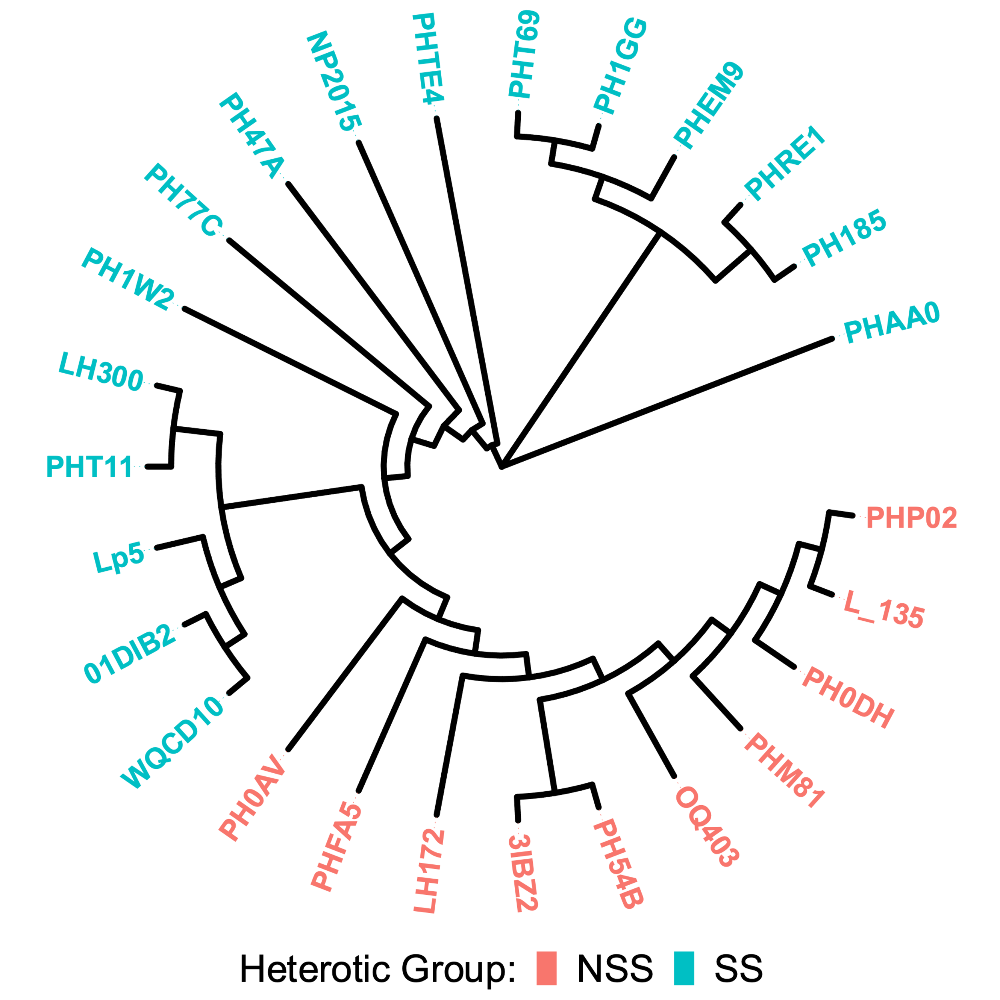 PHTE4
PHT69
PH1GG
PHEM9
PHRE1
PH185
PHAA0
NP2015
PH47A
PH77C
PH1W2
LH300
PHT11
Lp5
01DIB2
WQCD10
PH0AV
PHFA5
LH172
3IBZ2
PH54B
OQ403
PHM81
PH0DH
L_135
PHP02
Heterotic Group: NSS SS